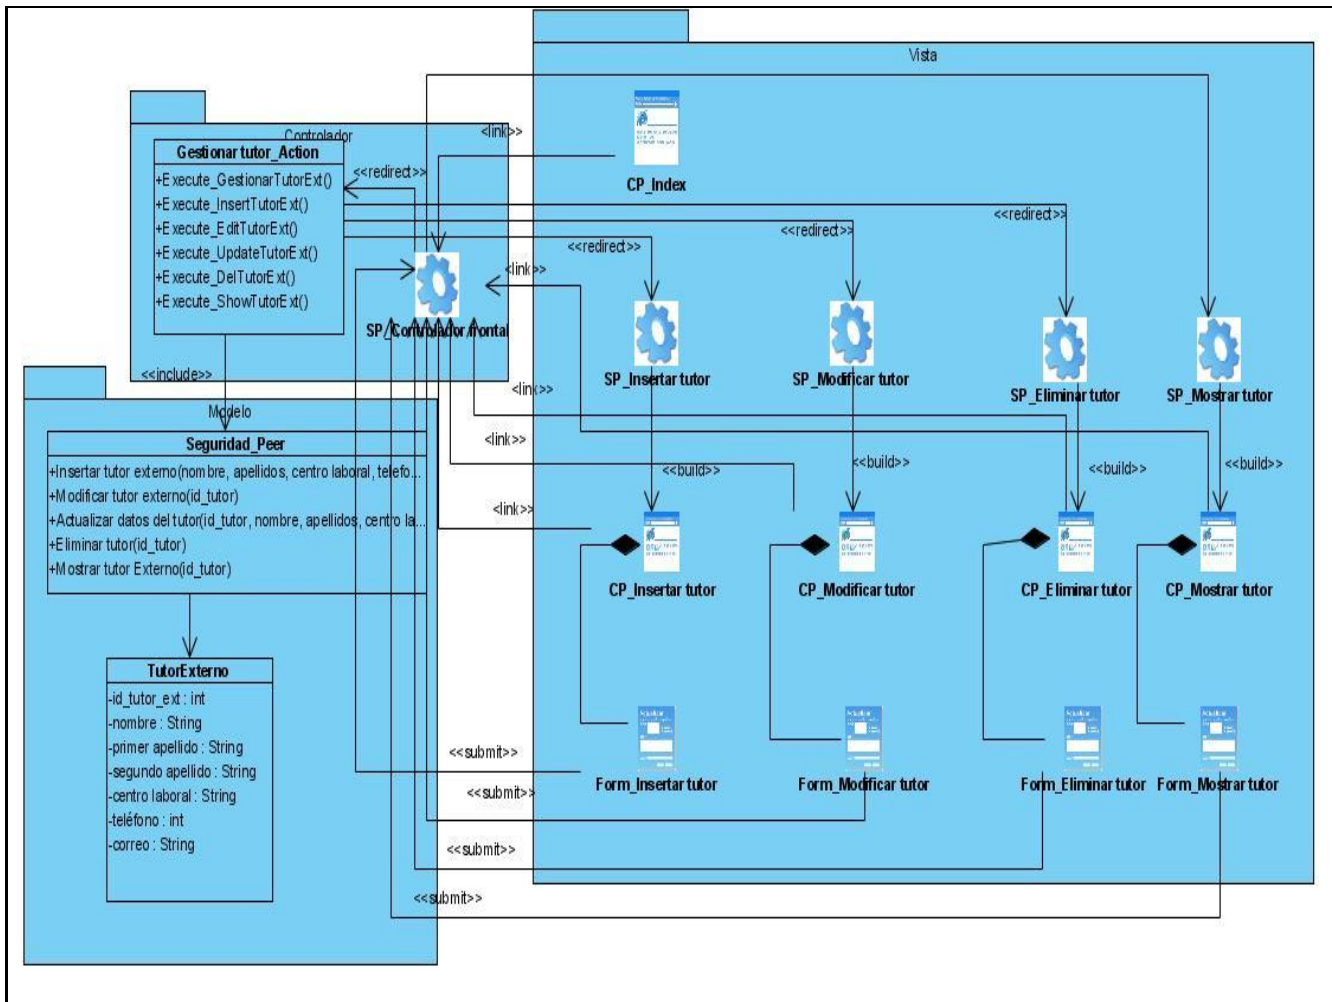 Vista
Controlador
Gestionar tutor_Action
+Execute_GestionarTutorExt()
+Execute_InsertTutorExt()
+Execute_EditTutorExt()
+Execute_UpdateTutorExt()
+Execute_DelTutorExt()
+Execute_ShowTutorExt()
<<redirect>>
<link>>
CP_Index
<<redirect>>
<<redirect>>
<<redirect>>
<link>>
SP_Controlador frontal
SP_Insertar tutor
SP_Modificar tutor
SP_Eliminar tutor
SP_Mostrar tutor
<<include>>
<link>>
Modelo
Seguridad_Peer
+Insertar tutor externo(nombre, apellidos, centro laboral, telefo...
+Modificar tutor externo(id_tutor)
+Actualizar datos del tutor(id_tutor, nombre, apellidos, centro la...
+Eliminar tutor(id_tutor)
+Mostrar tutor Externo(id_tutor)
<link>>
<<build>>
<<build>>
<<build>>
<<build>>
<link>>
CP_Insertar tutor
CP_Modificar tutor
CP_Eliminar tutor
CP_Mostrar tutor
TutorExterno
-id_tutor_ext : int
-nombre : String
-primer apellido : String
-segundo apellido : String
-centro laboral : String
-teléfono : int
-correo : String
<<submit>>
Form_Insertar tutor
Form_Modificar tutor
Form_Eliminar tutor
Form_Mostrar tutor
<<submit>>
<<submit>>
<<submit>>